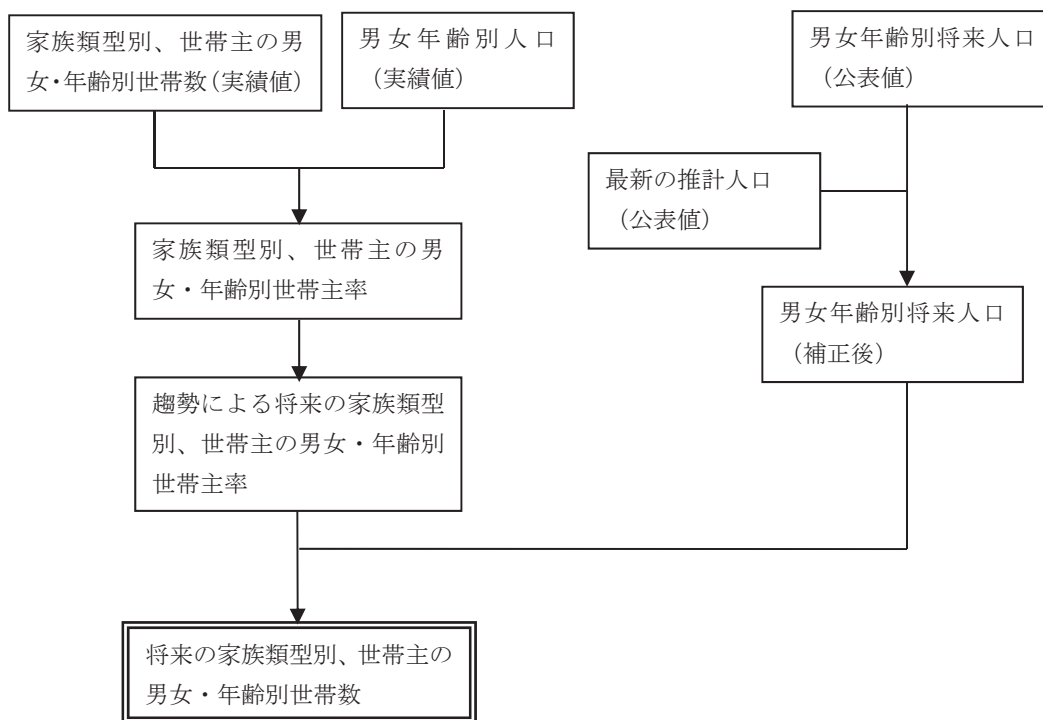 家族類型別、世帯主の男
女・年齢別世帯数（実績値）
男女年齢別人口
（実績値）
男女年齢別将来人口
（公表値）
最新の推計人口
（公表値）
家族類型別、世帯主の男
女・年齢別世帯主率
男女年齢別将来人口
（補正後）
趨勢による将来の家族類型
別、世帯主の男女・年齢別
世帯主率
将来の家族類型別、世帯主の
男女・年齢別世帯数